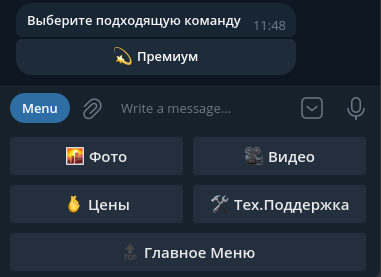 Выберите подходящую команду 11:48
💫 Премиум
Menu Write a message...
🌇 Фото 🎥 Видео
🫰 Цены 🛠 Тех.Поддержка
🔝 Главное Меню